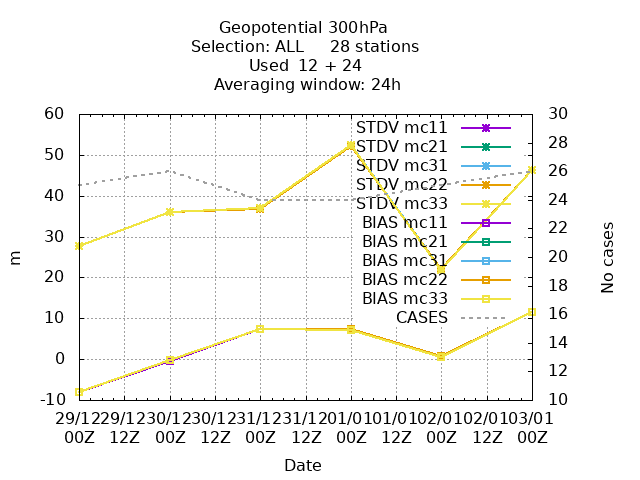 Geopotential 300hPa
Selection: ALL 28 stations
Used 12 + 24
Averaging window: 24h
60 30
50 28
40 26
30 24
20 22
10 20
0 18
-10 16
14
12
10
m
No cases
STDV mc11
STDV mc21
STDV mc31
STDV mc22
STDV mc33
BIAS mc11
BIAS mc21
BIAS mc31
BIAS mc22
BIAS mc33
CASES
29/12 29/12 30/12 30/12 31/12 31/12 01/01 01/01 02/01 02/01 03/01
00Z 12Z 00Z 12Z 00Z 12Z 00Z 12Z 00Z 12Z 00Z
Date